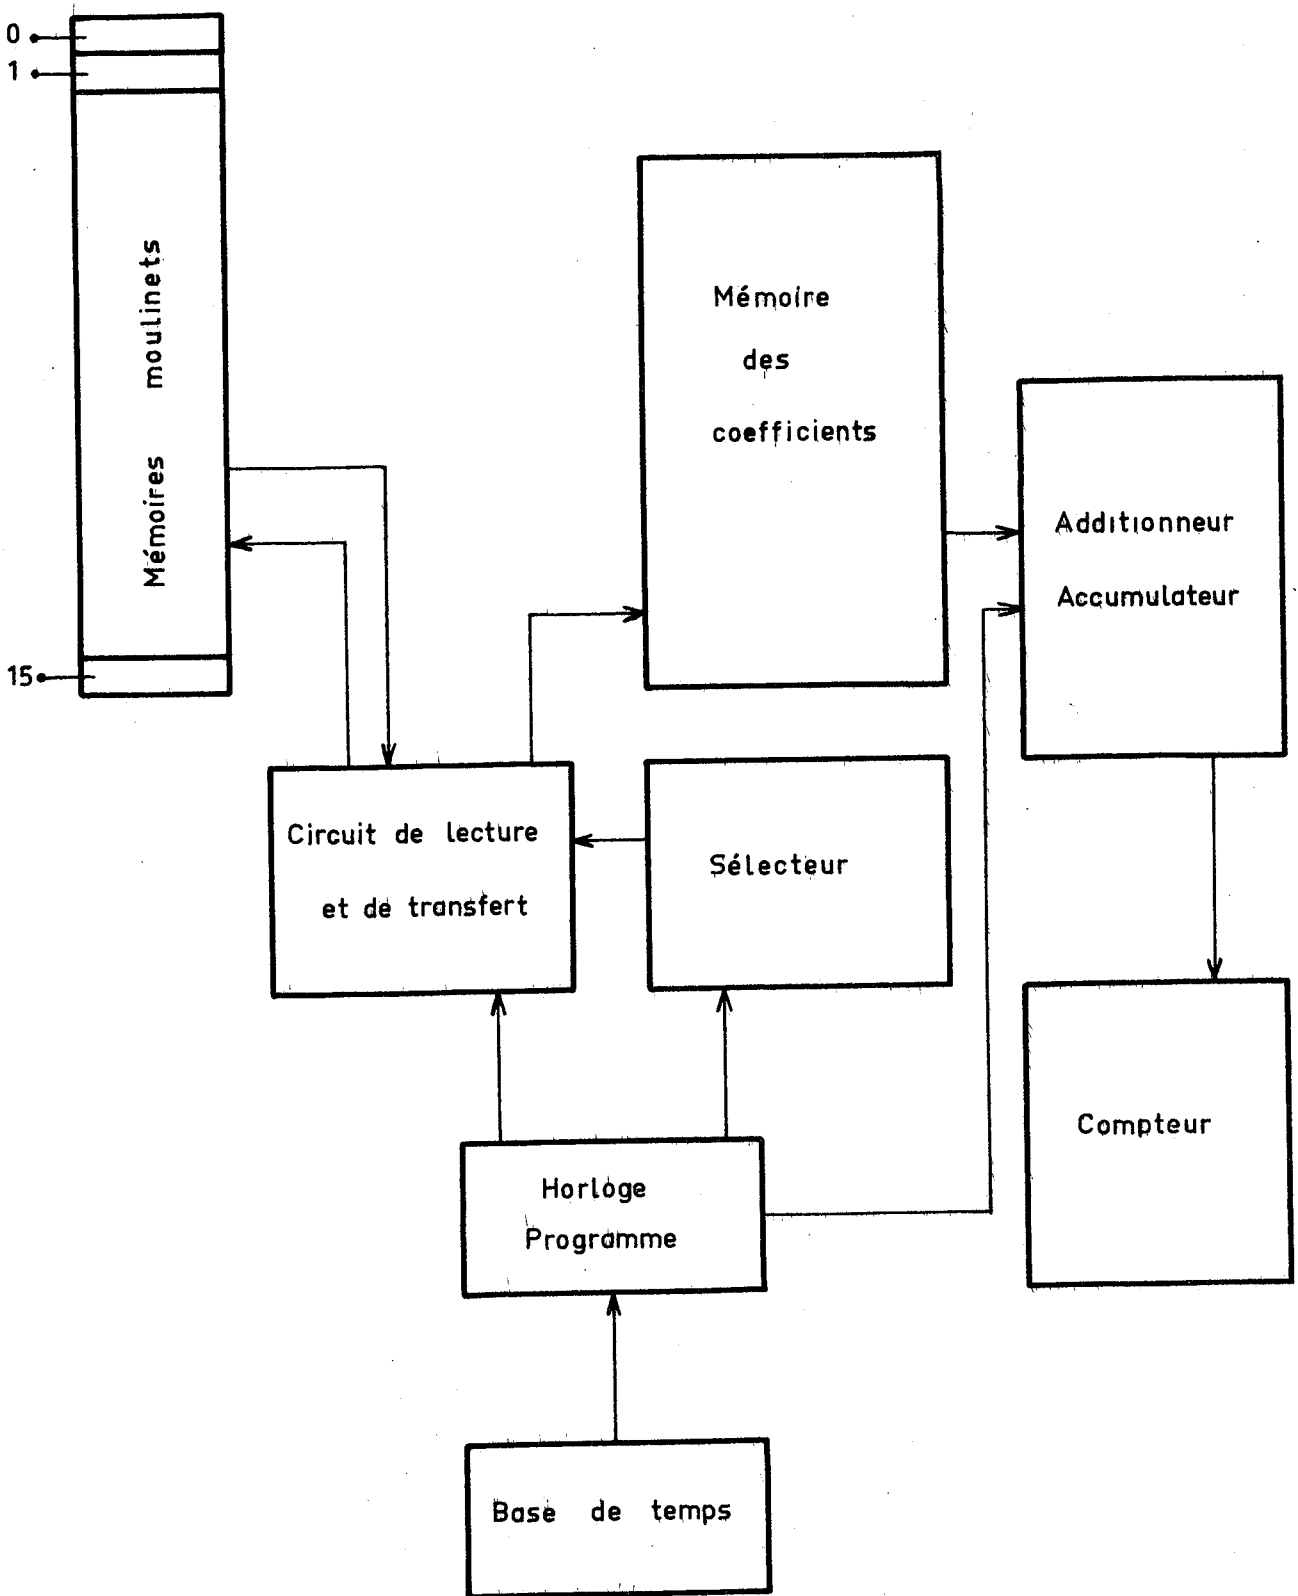 0
1
15
Mémoires moulinets
Mémoire
des
coefficients
Additionneur
Accumulateur
Circuit de lecture
et de transfert
Sélecteur
Horloge
Programme
Compteur
Base de temps